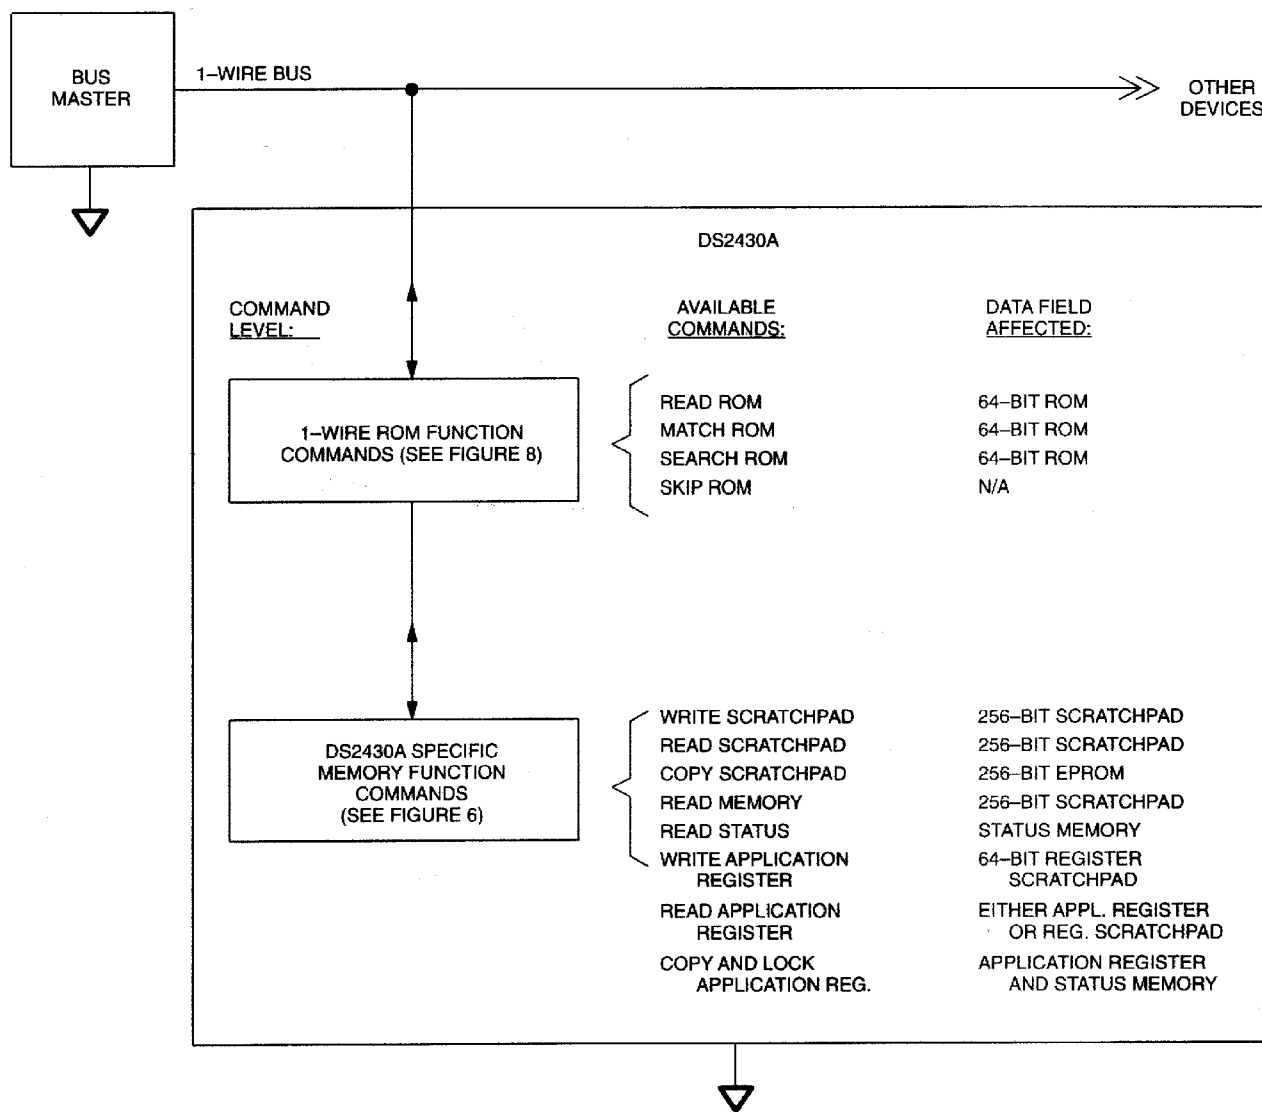 BUS
MASTER
1–WIRE BUS
OTHER
DEVICES
DS2430A
COMMAND
LEVEL:
AVAILABLE
COMMANDS:
DATA FIELD
AFFECTED:
1–WIRE ROM FUNCTION
COMMANDS (SEE FIGURE 8)
READ ROM 64–BIT ROM
MATCH ROM 64–BIT ROM
SEARCH ROM 64–BIT ROM
SKIP ROM N/A
DS2430A SPECIFIC
MEMORY FUNCTION
COMMANDS
(SEE FIGURE 6)
WRITE SCRATCHPAD 256–BIT SCRATCHPAD
READ SCRATCHPAD 256–BIT SCRATCHPAD
COPY SCRATCHPAD 256–BIT EPROM
READ MEMORY 256–BIT SCRATCHPAD
READ STATUS STATUS MEMORY
WRITE APPLICATION 64–BIT REGISTER
REGISTER SCRATCHPAD
READ APPLICATION EITHER APPL. REGISTER
REGISTER OR REG. SCRATCHPAD
COPY AND LOCK APPLICATION REGISTER
APPLICATION REG. AND STATUS MEMORY